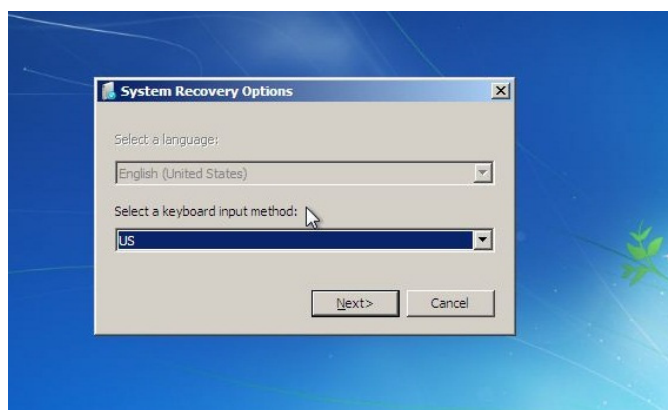 System Recovery Options
Select a language:
English (United States)
Select a keyboard input method:
US
Next>
Cancel